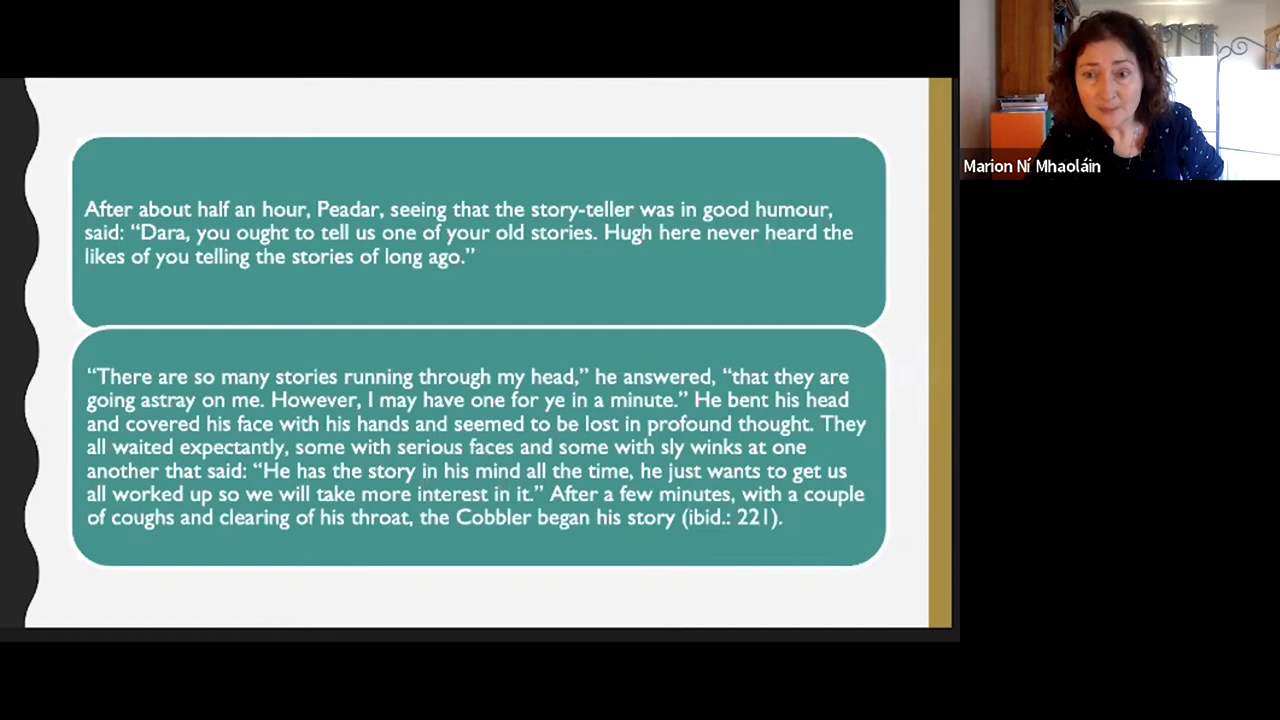 After about half an hour, Peadar, seeing that the story-teller was in good humour,
said: “Dara, you ought to tell us one of your old stories. Hugh here never heard the
likes of you telling the stories of long ago.”
“There are so many stories running through my head,” he answered, “that they are
going astray on me. However, I may have one for ye in a minute.” He bent his head
and covered his face with his hands and seemed to be lost in profound thought. They
all waited expectantly, some with serious faces and some with sly winks at one
another that said: “He has the story in his mind all the time, he just wants to get us
all worked up so we will take more interest in it.” After a few minutes, with a couple
of coughs and clearing of his throat, the Cobbler began his story (ibid.: 221).
Marion Ní Mhaoláin